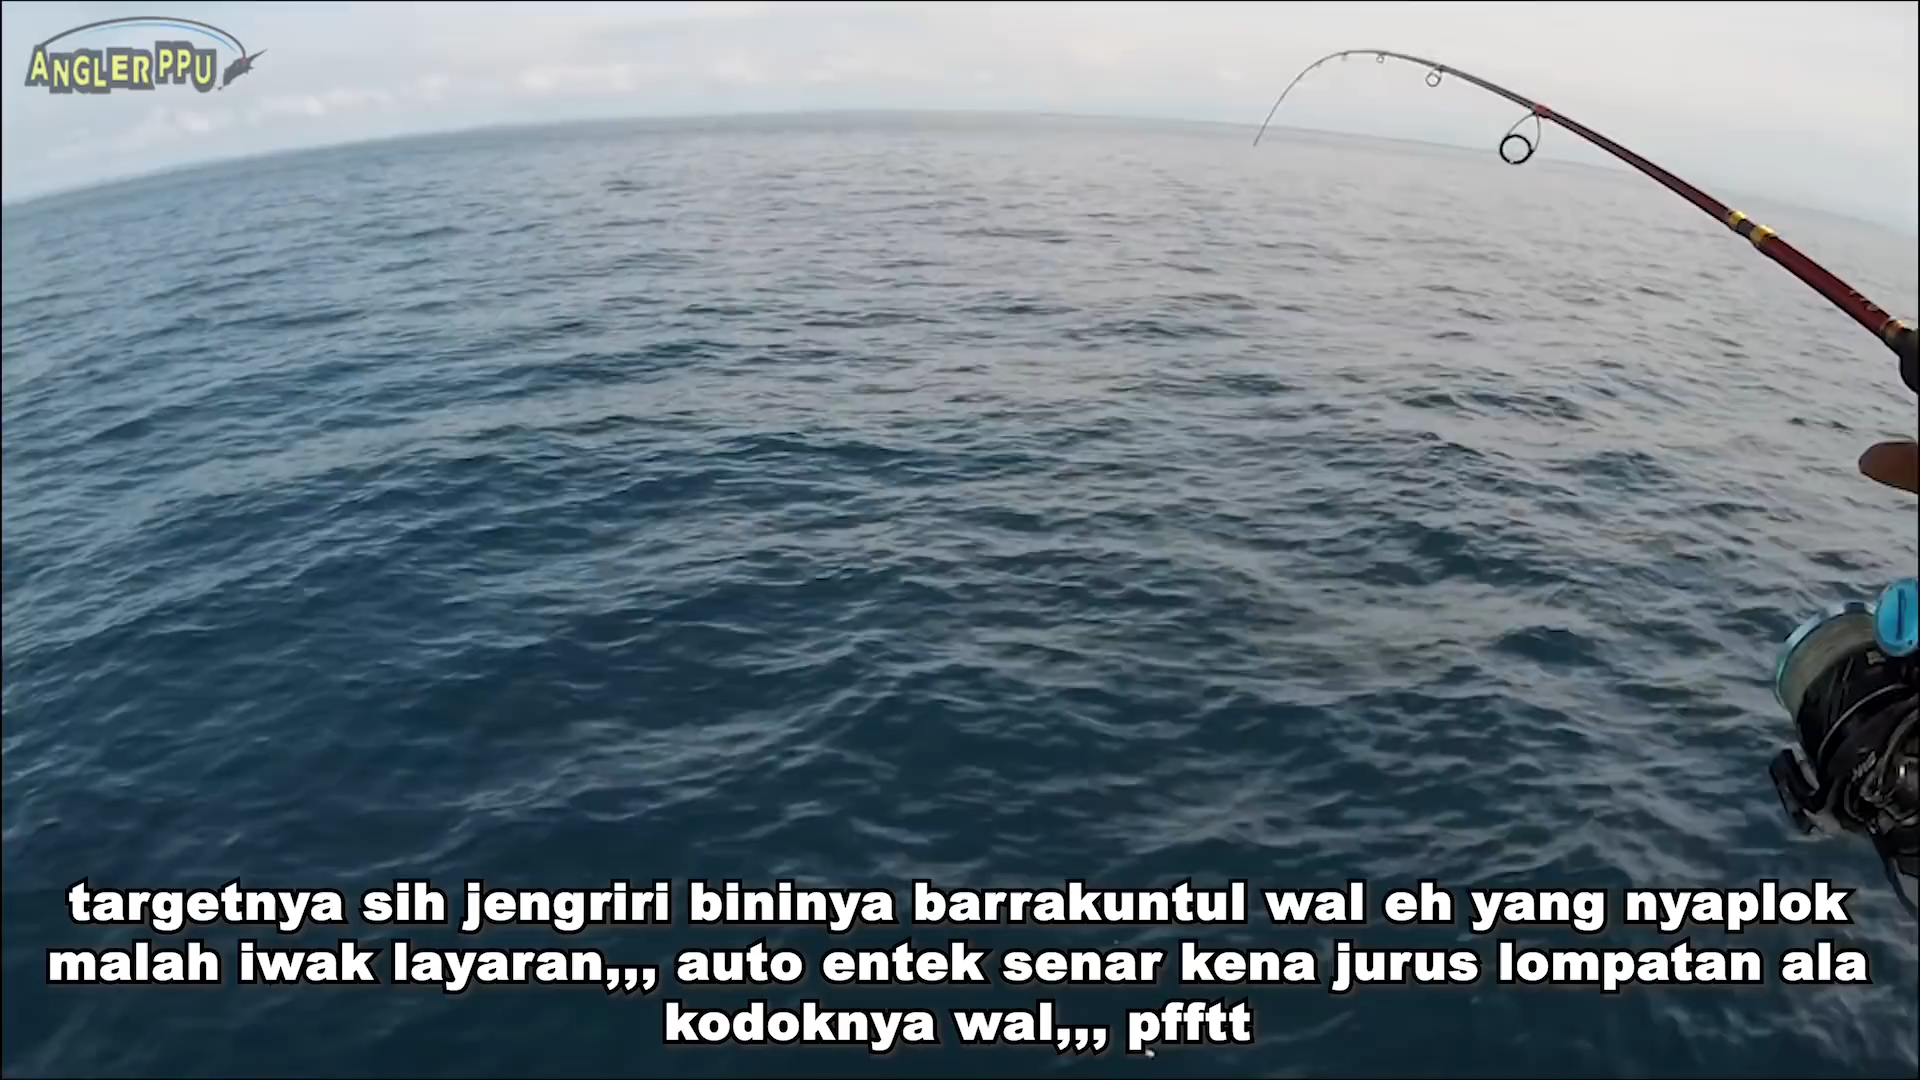 ANGLER PPU
targetnya sih jengriri bininya barrakuntul wal eh yang nyaplok
malah iwak layaran,,, auto entek senar kena jurus lompatan ala
kodoknya wal,,, pfftt